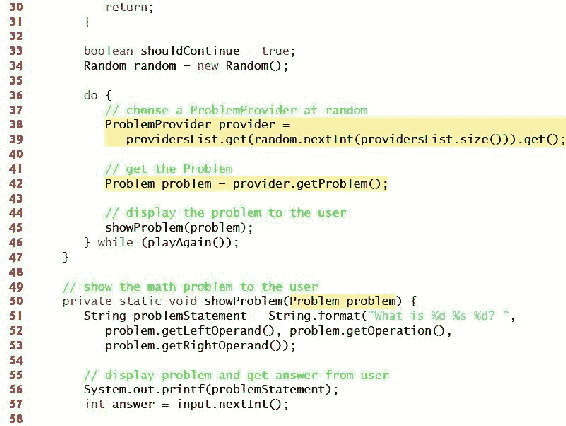 30 return;
31 }
32
33 boolean shouldContinue = true;
34 Random random = new Random();
35
36 do {
37 // choose a ProblemProvider at random
38 ProblemProvider provider =
39 providersList.get(random.nextInt(providersList.size())).get();
40
41 // get the Problem
42 Problem problem = provider.getProblem();
43
44 // display the problem to the user
45 showProblem(problem);
46 } while (playAgain());
47 }
48
49 // show the math problem to the user
50 private static void showProblem(Problem problem) {
51 String problemStatement = String.format("What is %d %s %d? ",
52 problem.getLeftOperand(), problem.getOperation(),
53 problem.getRightOperand());
54
55 // display problem and get answer from user
56 System.out.printf(problemStatement);
57 int answer = input.nextInt();
58